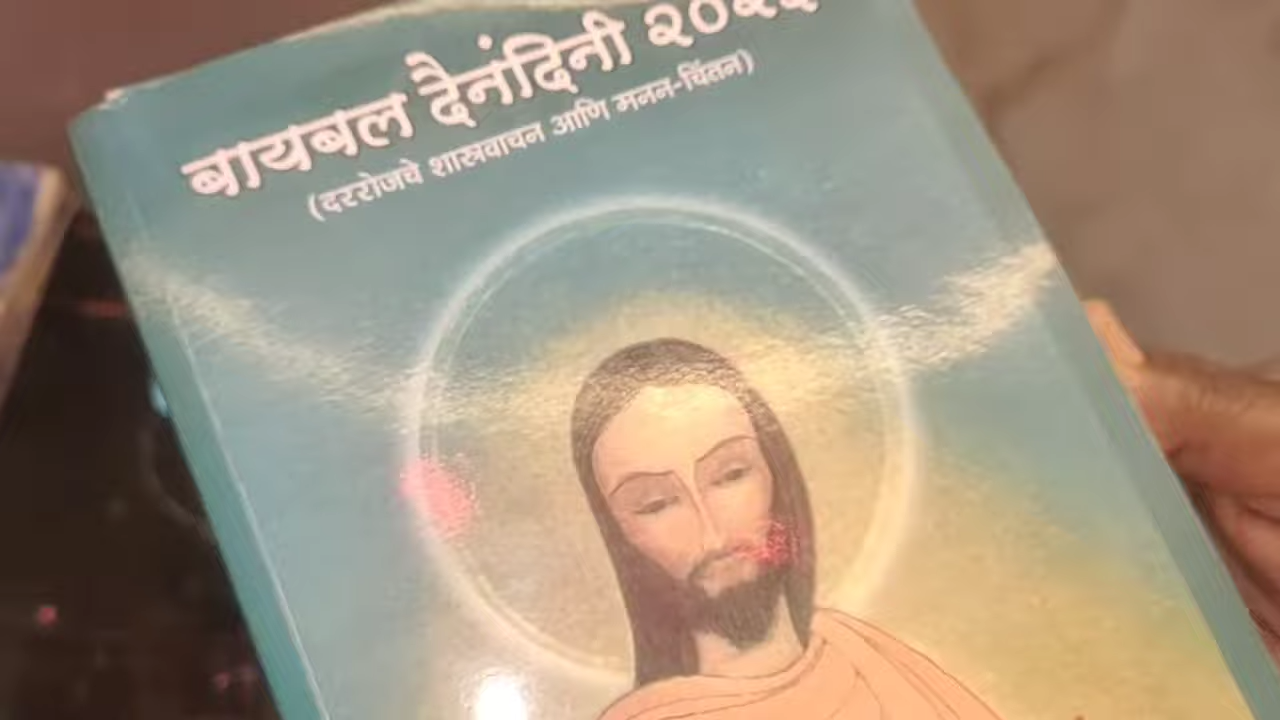 बायबल दैनंदिनी
(दररोजचे शास्त्रवाचन आणि मनन-चिंतन)